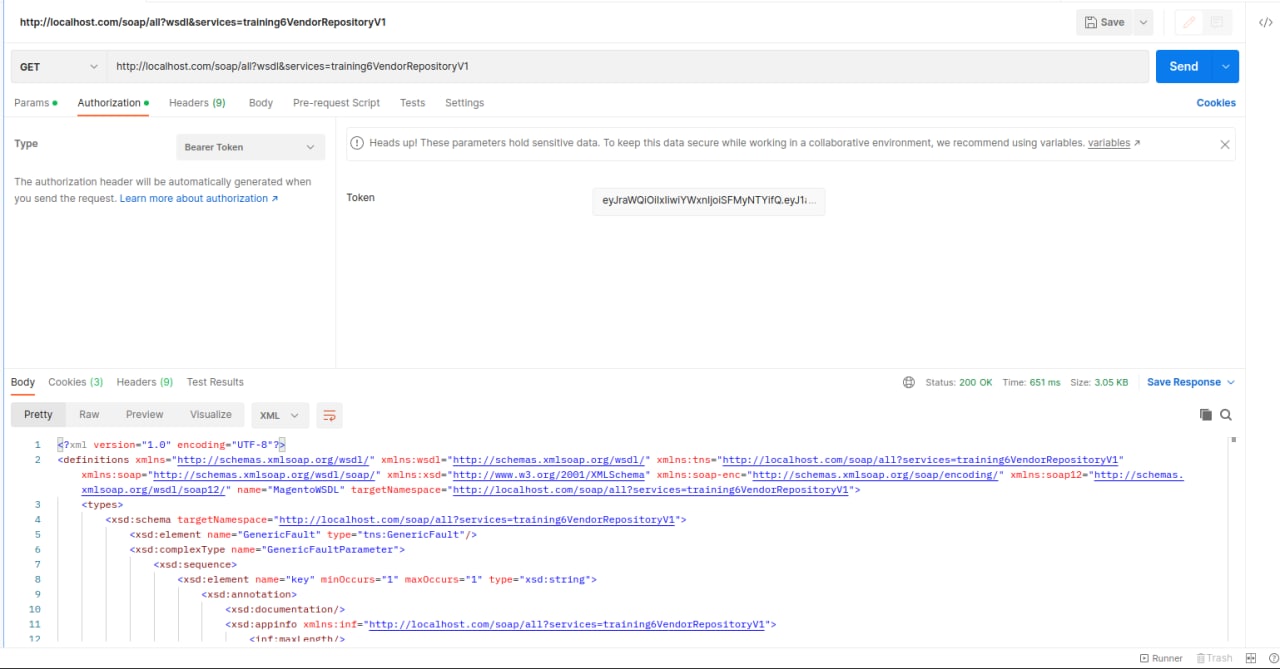 http://localhost.com/soap/all?wsdl&services=training6VendorRepositoryV1
Save
GET http://localhost.com/soap/all?wsdl&services=training6VendorRepositoryV1 Send
Params Authorization Headers (9) Body Pre-request Script Tests Settings Cookies
Type Bearer Token
Heads up! These parameters hold sensitive data. To keep this data secure while working in a collaborative environment, we recommend using variables. variables ↗
The authorization header will be automatically generated when
you send the request. Learn more about authorization ↗
Token eyJraWQiOiIxIiwiYWxnIjoiSFMyNTYifQ.eyJ1...
Body Cookies (3) Headers (9) Test Results Status: 200 OK Time: 651 ms Size: 3.05 KB Save Response
Pretty Raw Preview Visualize XML
1 <?xml version="1.0" encoding="UTF-8"?>
2 <definitions xmlns="http://schemas.xmlsoap.org/wsdl/" xmlns:wsdl="http://schemas.xmlsoap.org/wsdl/" xmlns:tns="http://localhost.com/soap/all?services=training6VendorRepositoryV1"
xmlns:soap="http://schemas.xmlsoap.org/wsdl/soap/" xmlns:xsd="http://www.w3.org/2001/XMLSchema" xmlns:soap-enc="http://schemas.xmlsoap.org/soap/encoding/" xmlns:soap12="http://schemas.
xmlsoap.org/wsdl/soap12/" name="MagentoWSDL" targetNamespace="http://localhost.com/soap/all?services=training6VendorRepositoryV1">
3 <types>
4 <xsd:schema targetNamespace="http://localhost.com/soap/all?services=training6VendorRepositoryV1">
5 <xsd:element name="GenericFault" type="tns:GenericFault"/>
6 <xsd:complexType name="GenericFaultParameter">
7 <xsd:sequence>
8 <xsd:element name="key" minOccurs="1" maxOccurs="1" type="xsd:string">
9 <xsd:annotation>
10 <xsd:documentation/>
11 <xsd:appinfo xmlns:inf="http://localhost.com/soap/all?services=training6VendorRepositoryV1">
12 <inf:maxLength/>
Runner Trash